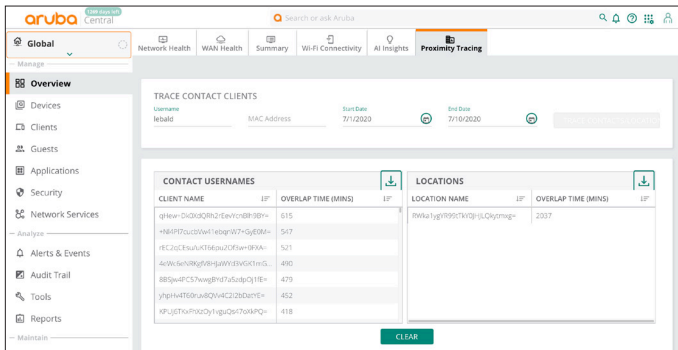 aruba Central
Search or ask Aruba
Global
Network Health
WAN Health
Summary
Wi-Fi Connectivity
AI Insights
Proximity Tracing
Manage
Overview
Devices
Clients
Guests
Applications
Security
Network Services
Analyze
Alerts & Events
Audit Trail
Tools
Reports
Maintain
TRACE CONTACT CLIENTS
Username
Start Date
End Date
lebald
MAC Address
7/1/2020
7/10/2020
CONTACT USERNAMES
CLIENT NAME
OVERLAP TIME (MINS)
615
547
521
490
479
452
418
LOCATIONS
LOCATION NAME
OVERLAP TIME (MINS)
2037
CLEAR